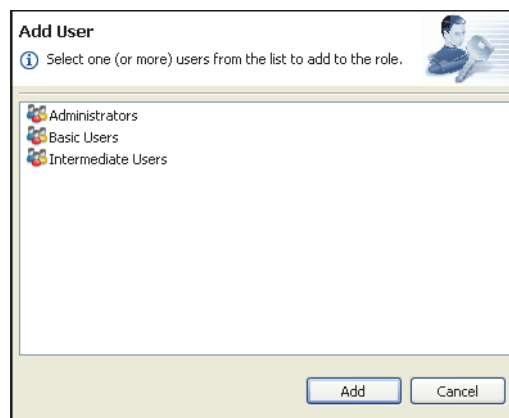 Add User
Select one (or more) users from the list to add to the role.
Administrators
Basic Users
Intermediate Users
Add
Cancel